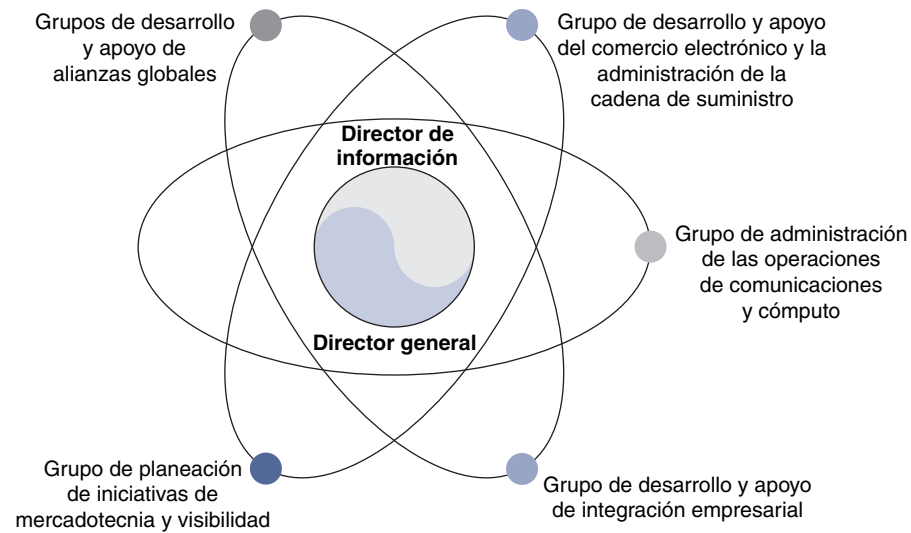 Grupos de desarrollo
y apoyo de
alianzas globales
Grupo de desarrollo y apoyo
del comercio electrónico y la
administración de la
cadena de suministro
Director de
información
Grupo de administración
de las operaciones
de comunicaciones
y cómputo
Director general
Grupo de planeación
de iniciativas de
mercadotecnia y visibilidad
Grupo de desarrollo y apoyo
de integración empresarial